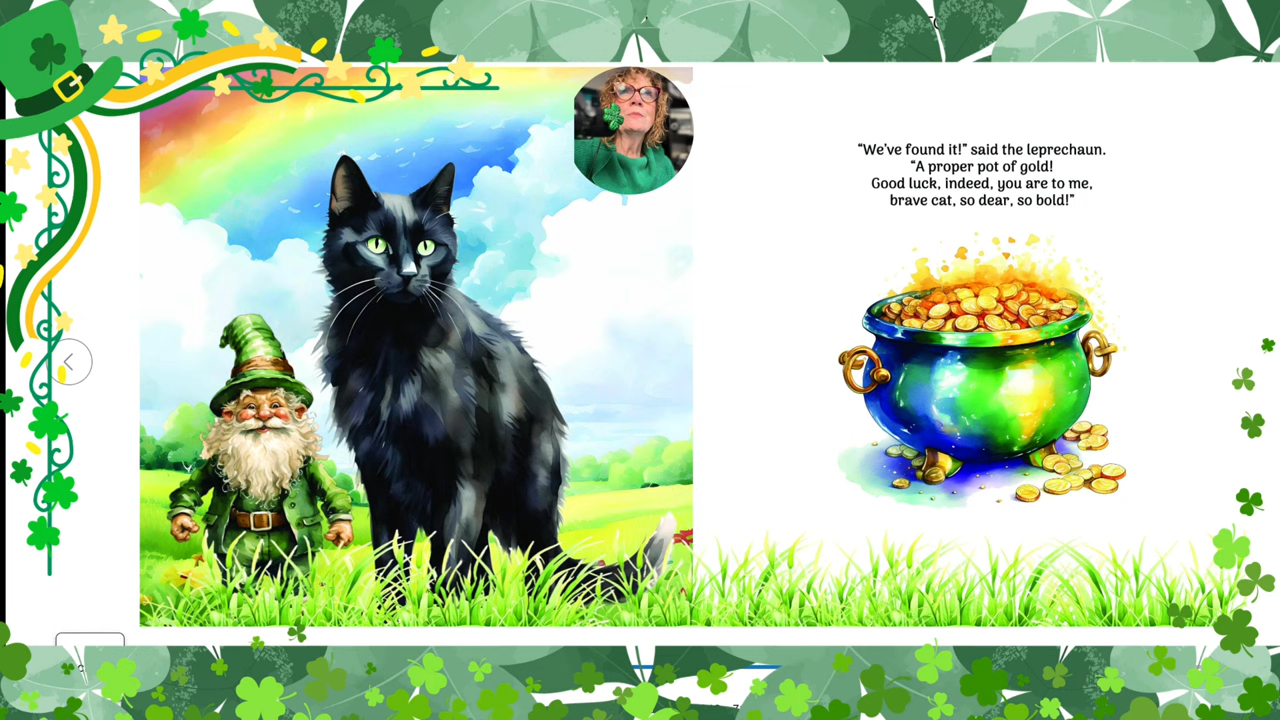 “We’ve found it!” said the leprechaun.
“A proper pot of gold!
Good luck, indeed, you are to me,
brave cat, so dear, so bold!”